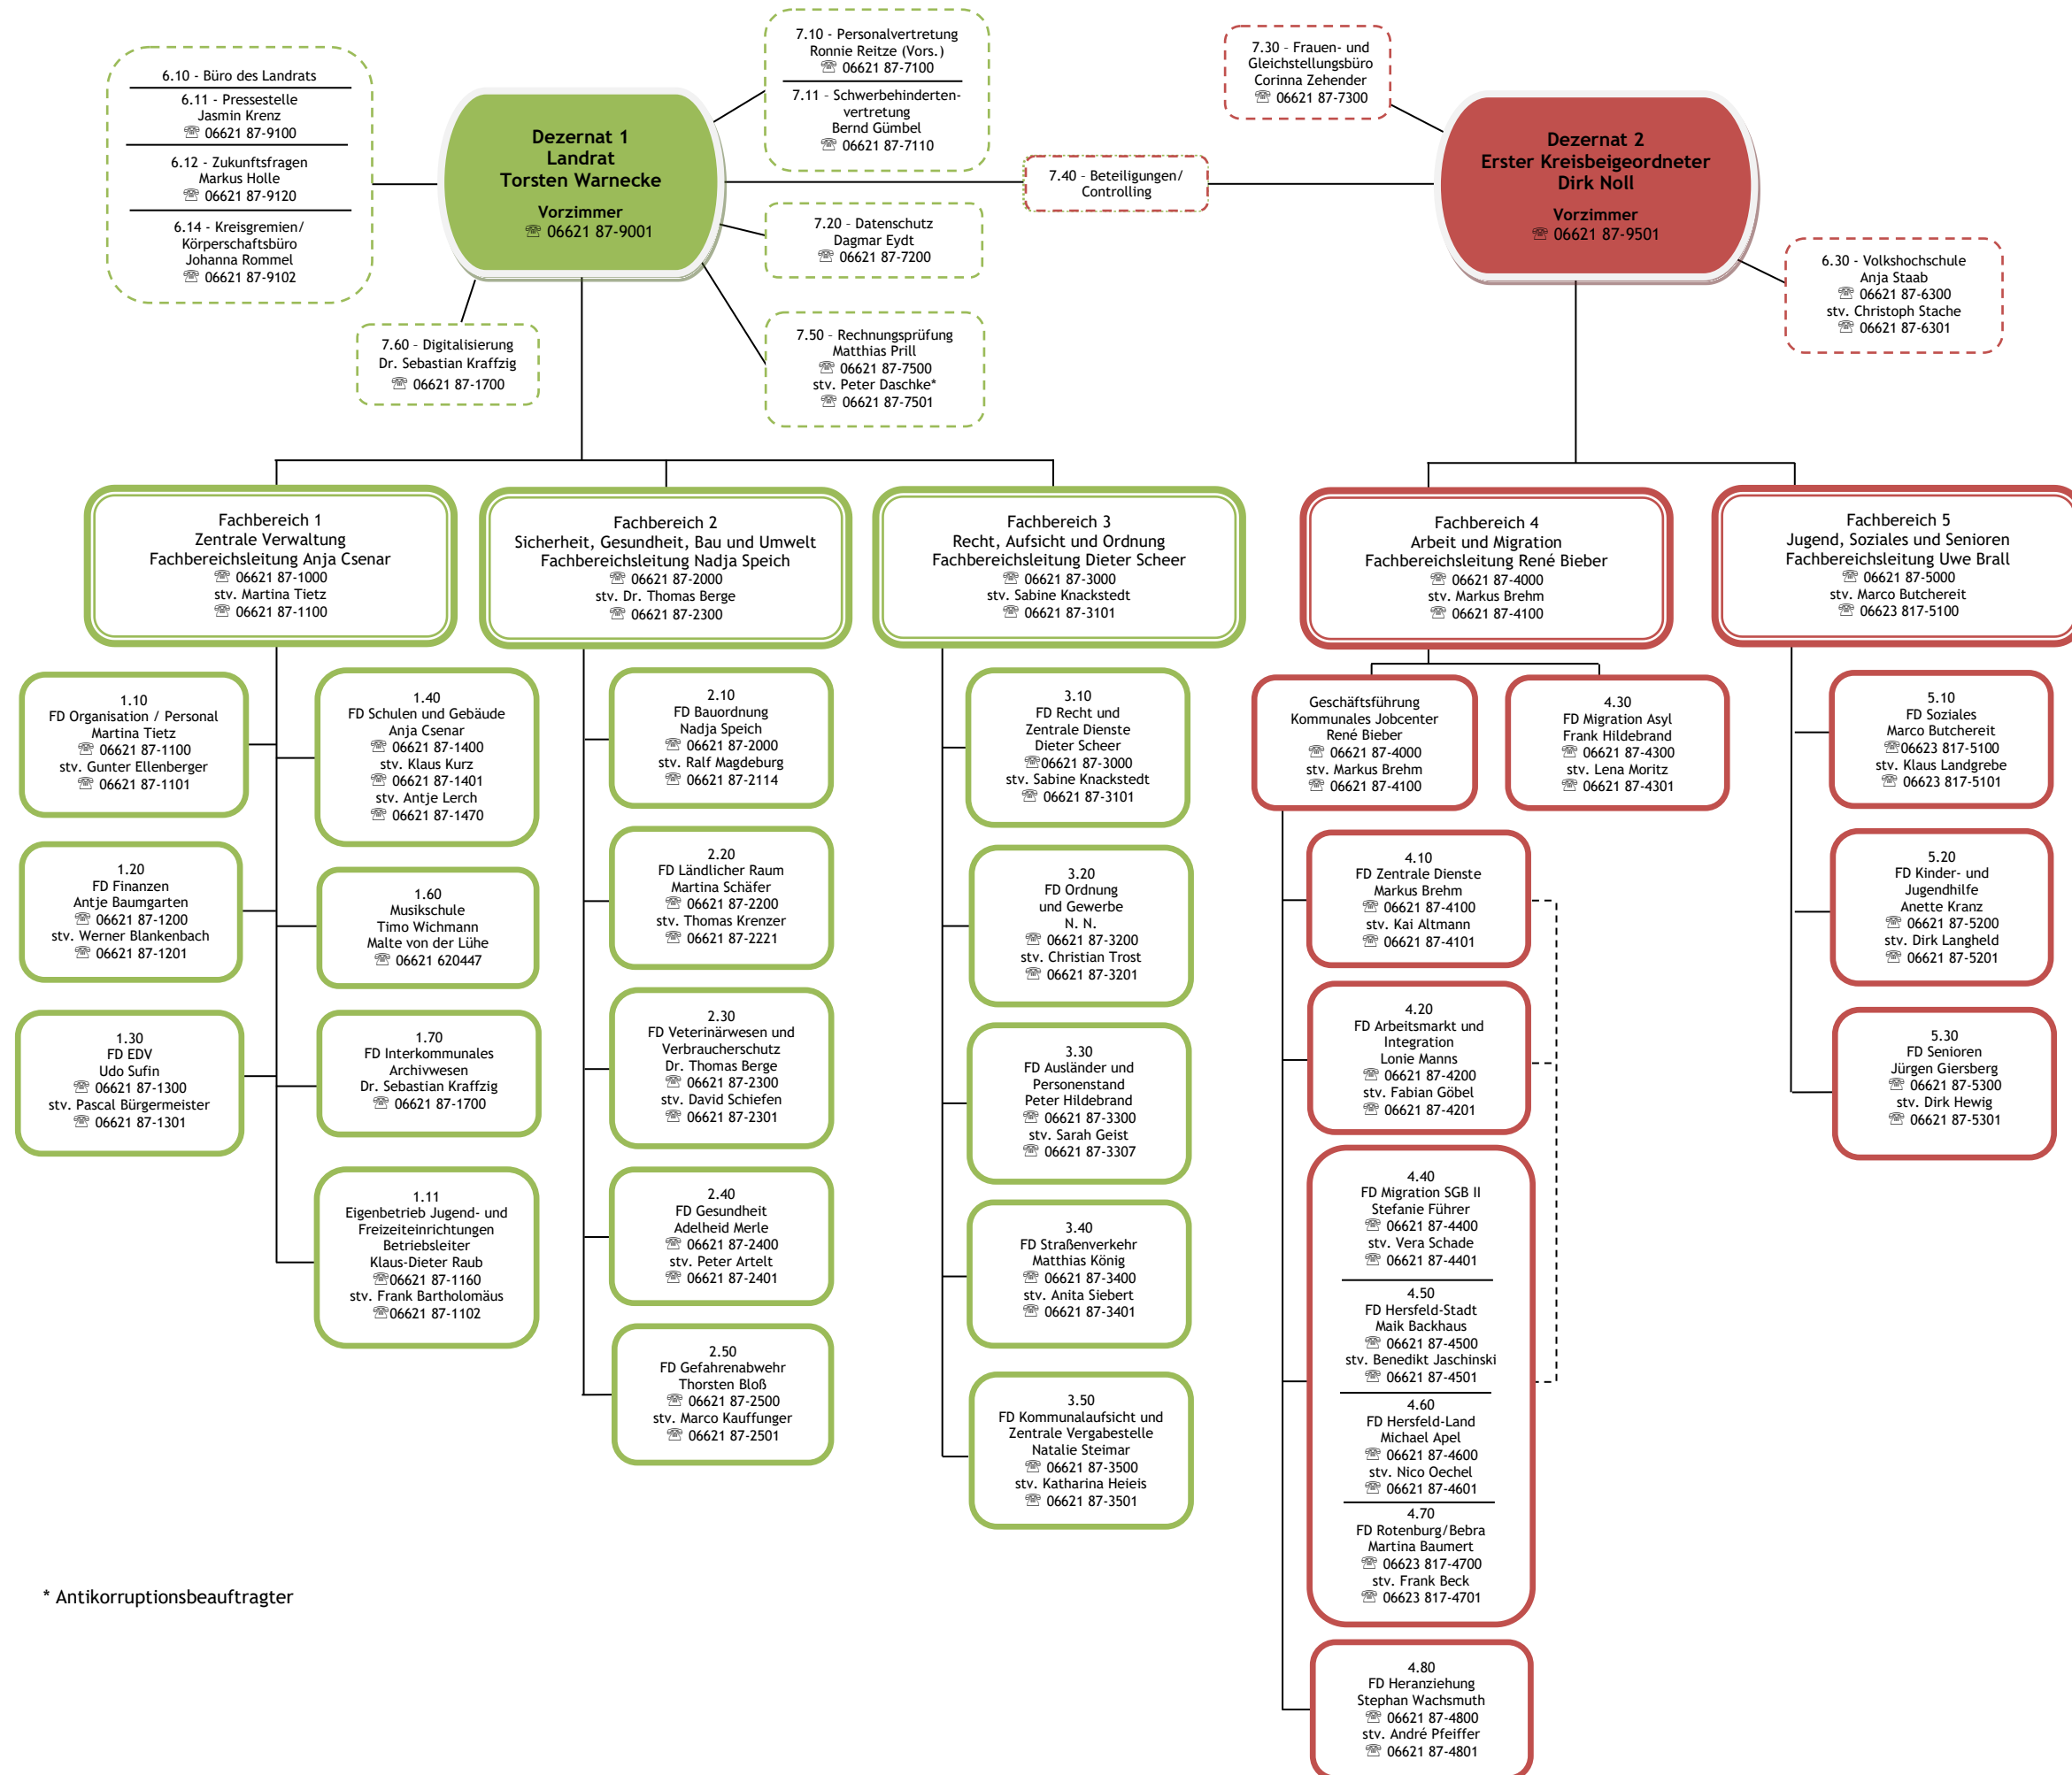 6.10 - Büro des Landrats
6.11 - Pressestelle
Jasmin Krenz
☏ 06621 87-9100
6.12 - Zukunftsfragen
Markus Holle
☏ 06621 87-9120
6.14 - Kreisgremien/
Körperschaftsbüro
Johanna Rommel
☏ 06621 87-9102
Dezernat 1
Landrat
Torsten Warnecke
Vorzimmer
☏ 06621 87-9001
7.10 - Personalvertretung
Ronnie Reitze (Vors.)
☏ 06621 87-7100
7.11 - Schwerbehinderten-
vertretung
Bernd Gümbel
☏ 06621 87-7110
7.40 - Beteiligungen/
Controlling
7.30 - Frauen- und
Gleichstellungsbüro
Corinna Zehender
☏ 06621 87-7300
Dezernat 2
Erster Kreisbeigeordneter
Dirk Noll
Vorzimmer
☏ 06621 87-9501
7.20 - Datenschutz
Dagmar Eydt
☏ 06621 87-7200
6.30 - Volkshochschule
Anja Staab
☏ 06621 87-6300
stv. Christoph Stache
☏ 06621 87-6301
7.60 - Digitalisierung
Dr. Sebastian Kraffzig
☏ 06621 87-1700
7.50 - Rechnungsprüfung
Matthias Prill
☏ 06621 87-7500
stv. Peter Daschke*
☏ 06621 87-7501
Fachbereich 1
Zentrale Verwaltung
Fachbereichsleitung Anja Csenar
☏ 06621 87-1000
stv. Martina Tietz
☏ 06621 87-1100
Fachbereich 2
Sicherheit, Gesundheit, Bau und Umwelt
Fachbereichsleitung Nadja Speich
☏ 06621 87-2000
stv. Dr. Thomas Berge
☏ 06621 87-2300
Fachbereich 3
Recht, Aufsicht und Ordnung
Fachbereichsleitung Dieter Scheer
☏ 06621 87-3000
stv. Sabine Knackstedt
☏ 06621 87-3101
Fachbereich 4
Arbeit und Migration
Fachbereichsleitung René Bieber
☏ 06621 87-4000
stv. Markus Brehm
☏ 06621 87-4100
Fachbereich 5
Jugend, Soziales und Senioren
Fachbereichsleitung Uwe Brall
☏ 06621 87-5000
stv. Marco Butchereit
☏ 06623 817-5100
1.10
FD Organisation / Personal
Martina Tietz
☏ 06621 87-1100
stv. Gunter Ellenberger
☏ 06621 87-1101
1.20
FD Finanzen
Antje Baumgarten
☏ 06621 87-1200
stv. Werner Blankenbach
☏ 06621 87-1201
1.30
FD EDV
Udo Sufin
☏ 06621 87-1300
stv. Pascal Bürgermeister
☏ 06621 87-1301
1.40
FD Schulen und Gebäude
Anja Csenar
☏ 06621 87-1400
stv. Klaus Kurz
☏ 06621 87-1401
stv. Antje Lerch
☏ 06621 87-1470
1.60
Musikschule
Timo Wichmann
Malte von der Lühe
☏ 06621 620447
1.70
FD Interkommunales
Archivwesen
Dr. Sebastian Kraffzig
☏ 06621 87-1700
1.11
Eigenbetrieb Jugend- und
Freizeiteinrichtungen
Betriebsleiter
Klaus-Dieter Raub
☏06621 87-1160
stv. Frank Bartholomäus
☏06621 87-1102
2.10
FD Bauordnung
Nadja Speich
☏ 06621 87-2000
stv. Ralf Magdeburg
☏ 06621 87-2114
2.20
FD Ländlicher Raum
Martina Schäfer
☏ 06621 87-2200
stv. Thomas Krenzer
☏ 06621 87-2221
2.30
FD Veterinärwesen und
Verbraucherschutz
Dr. Thomas Berge
☏ 06621 87-2300
stv. David Schiefen
☏ 06621 87-2301
2.40
FD Gesundheit
Adelheid Merle
☏ 06621 87-2400
stv. Peter Artelt
☏ 06621 87-2401
2.50
FD Gefahrenabwehr
Thorsten Bloß
☏ 06621 87-2500
stv. Marco Kauffunger
☏ 06621 87-2501
3.10
FD Recht und
Zentrale Dienste
Dieter Scheer
☏06621 87-3000
stv. Sabine Knackstedt
☏ 06621 87-3101
3.20
FD Ordnung
und Gewerbe
N. N.
☏ 06621 87-3200
stv. Christian Trost
☏ 06621 87-3201
3.30
FD Ausländer und
Personenstand
Peter Hildebrand
☏ 06621 87-3300
stv. Sarah Geist
☏ 06621 87-3307
3.40
FD Straßenverkehr
Matthias König
☏ 06621 87-3400
stv. Anita Siebert
☏ 06621 87-3401
3.50
FD Kommunalaufsicht und
Zentrale Vergabestelle
Natalie Steimar
☏ 06621 87-3500
stv. Katharina Heieis
☏ 06621 87-3501
Geschäftsführung
Kommunales Jobcenter
René Bieber
☏ 06621 87-4000
stv. Markus Brehm
☏ 06621 87-4100
4.30
FD Migration Asyl
Frank Hildebrand
☏ 06621 87-4300
stv. Lena Moritz
☏ 06621 87-4301
4.10
FD Zentrale Dienste
Markus Brehm
☏ 06621 87-4100
stv. Kai Altmann
☏ 06621 87-4101
4.20
FD Arbeitsmarkt und
Integration
Lonie Manns
☏ 06621 87-4200
stv. Fabian Göbel
☏ 06621 87-4201
4.40
FD Migration SGB II
Stefanie Führer
☏ 06621 87-4400
stv. Vera Schade
☏ 06621 87-4401
4.50
FD Hersfeld-Stadt
Maik Backhaus
☏ 06621 87-4500
stv. Benedikt Jaschinski
☏ 06621 87-4501
4.60
FD Hersfeld-Land
Michael Apel
☏ 06621 87-4600
stv. Nico Oechel
☏ 06621 87-4601
4.70
FD Rotenburg/Bebra
Martina Baumert
☏ 06623 817-4700
stv. Frank Beck
☏ 06623 817-4701
4.80
FD Heranziehung
Stephan Wachsmuth
☏ 06621 87-4800
stv. André Pfeiffer
☏ 06621 87-4801
5.10
FD Soziales
Marco Butchereit
☏06623 817-5100
stv. Klaus Landgrebe
☏ 06623 817-5101
5.20
FD Kinder- und
Jugendhilfe
Anette Kranz
☏ 06621 87-5200
stv. Dirk Langheld
☏ 06621 87-5201
5.30
FD Senioren
Jürgen Giersberg
☏ 06621 87-5300
stv. Dirk Hewig
☏ 06621 87-5301
* Antikorruptionsbeauftragter